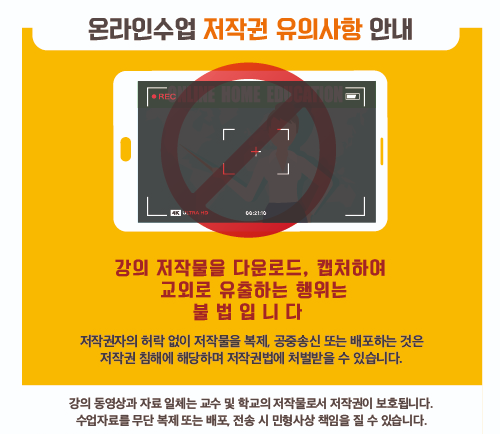 온라인수업 저작권 유의사항 안내
REC
ONLINE HOME EDUCATION
4K ULTRA HD
00:21:10
강의 저작물을 다운로드, 캡처하여
교외로 유출하는 행위는
불 법 입 니 다
저작권자의 허락 없이 저작물을 복제, 공중송신 또는 배포하는 것은
저작권 침해에 해당하며 저작권법에 처벌받을 수 있습니다.
강의 동영상과 자료 일체는 교수 및 학교의 저작물로서 저작권이 보호됩니다.
수업자료를 무단 복제 또는 배포, 전송 시 민형사상 책임을 질 수 있습니다.